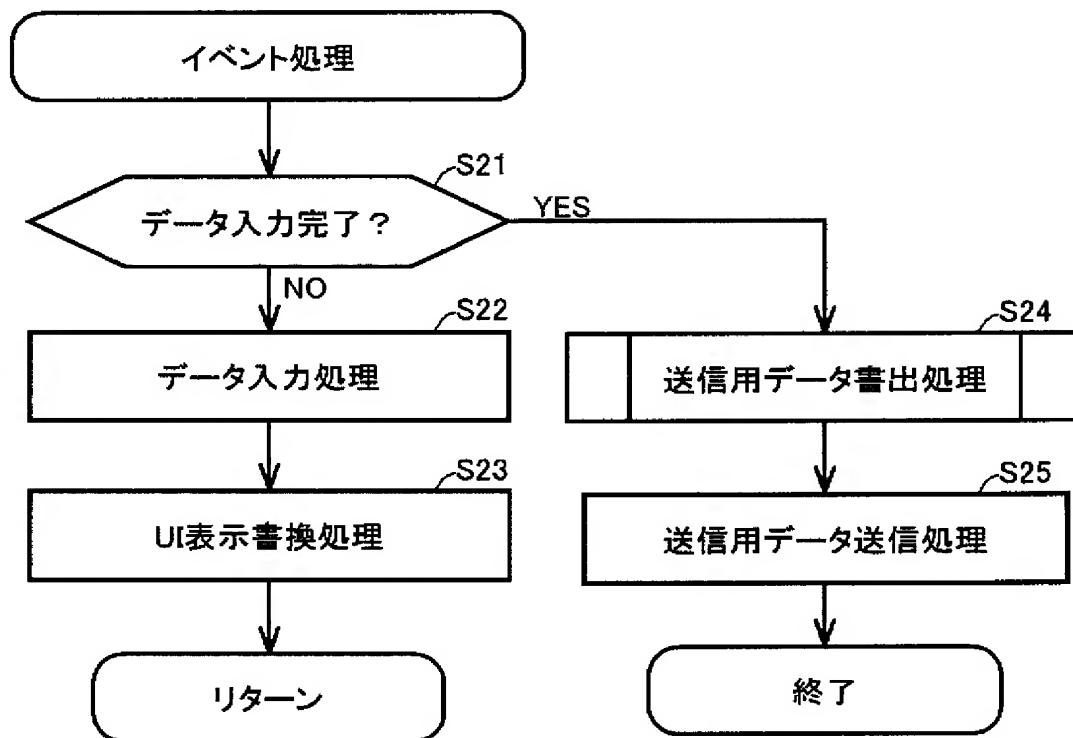 イベント処理
S21
データ入力完了？
YES
NO
S22
データ入力処理
S24
送信用データ書出処理
S23
UI表示書換処理
S25
送信用データ送信処理
リターン
終了